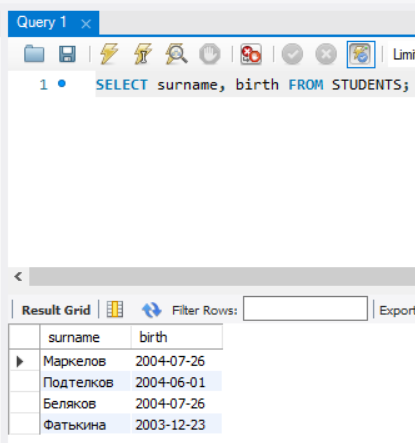 Query 1
Limi
1 SELECT surname, birth FROM STUDENTS;
Result Grid Filter Rows: Export
surname birth
Маркелов 2004-07-26
Подтелков 2004-06-01
Беляков 2004-07-26
Фатькина 2003-12-23